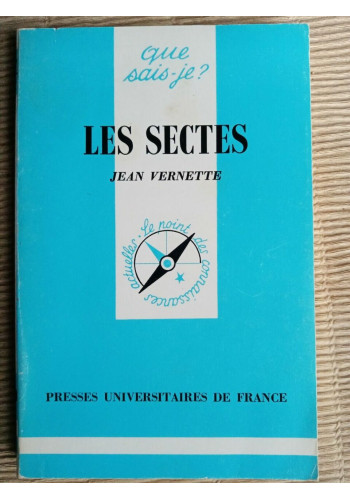 que
sais-je?
LES SECTES
JEAN VERNETTE
Le point des connaissances actuelles
PRESSES UNIVERSITAIRES DE FRANCE